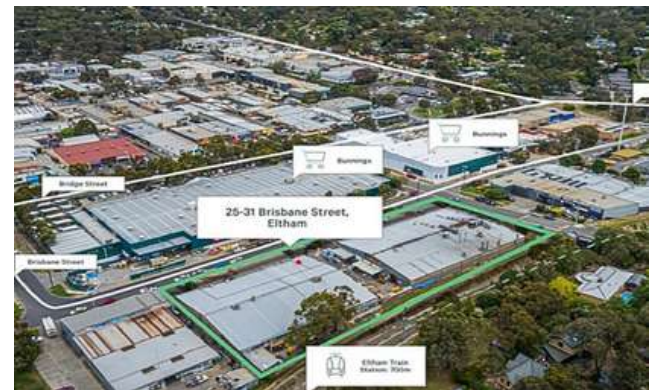 Bunnings
Bunnings
Bridge Street
25-31 Brisbane Street,
Eltham
Brisbane Street
Eltham Train
Station: 700m